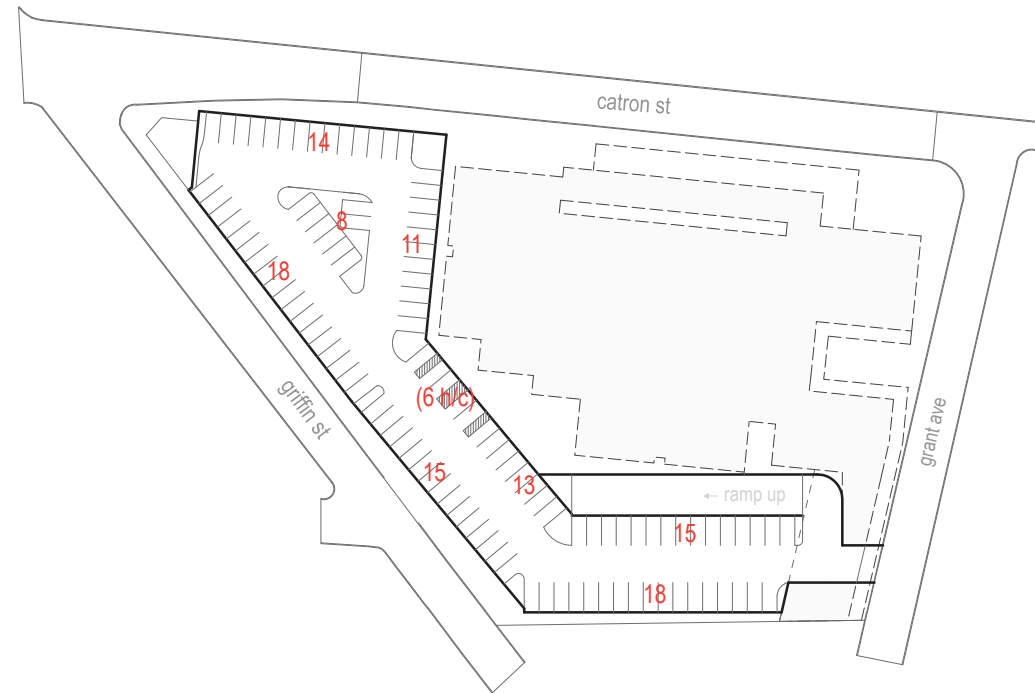 catron st
14
8
11
18
griffin st
(6 h/c)
grant ave
15
13
← ramp up
15
18